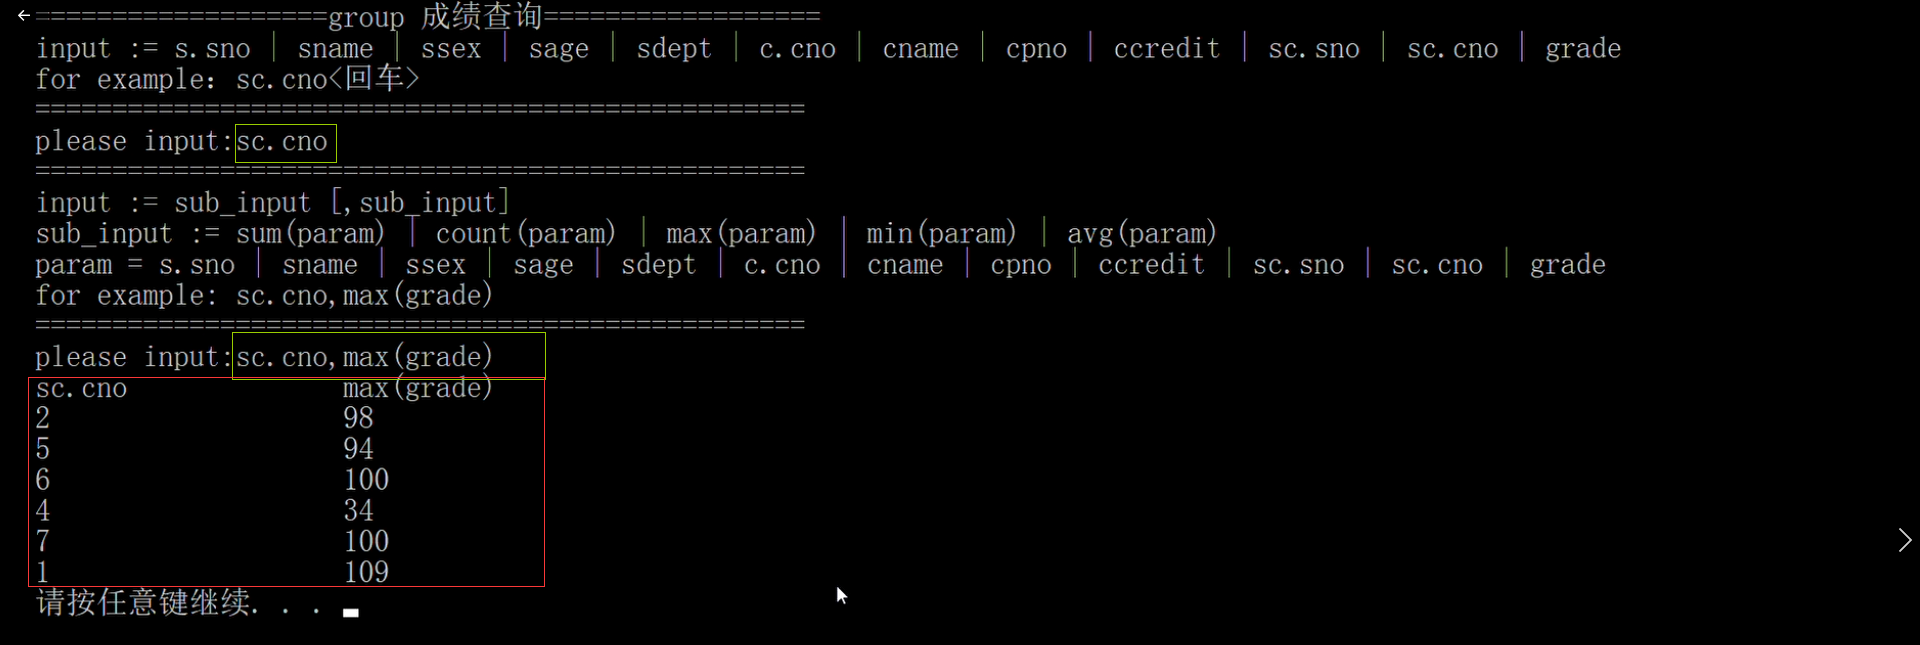 ===================group 成绩查询==================
input := s.sno | sname | ssex | sage | sdept | c.cno | cname | cpno | ccredit | sc.sno | sc.cno | grade
for example: sc.cno<回车>
==================================================
please input:sc.cno
==================================================
input := sub_input [,sub_input]
sub_input := sum(param) | count(param) | max(param) | min(param) | avg(param)
param = s.sno | sname | ssex | sage | sdept | c.cno | cname | cpno | ccredit | sc.sno | sc.cno | grade
for example: sc.cno,max(grade)
==================================================
please input:sc.cno,max(grade)
sc.cno max(grade)
2 98
5 94
6 100
4 34
7 100
1 109
请按任意键继续. . .